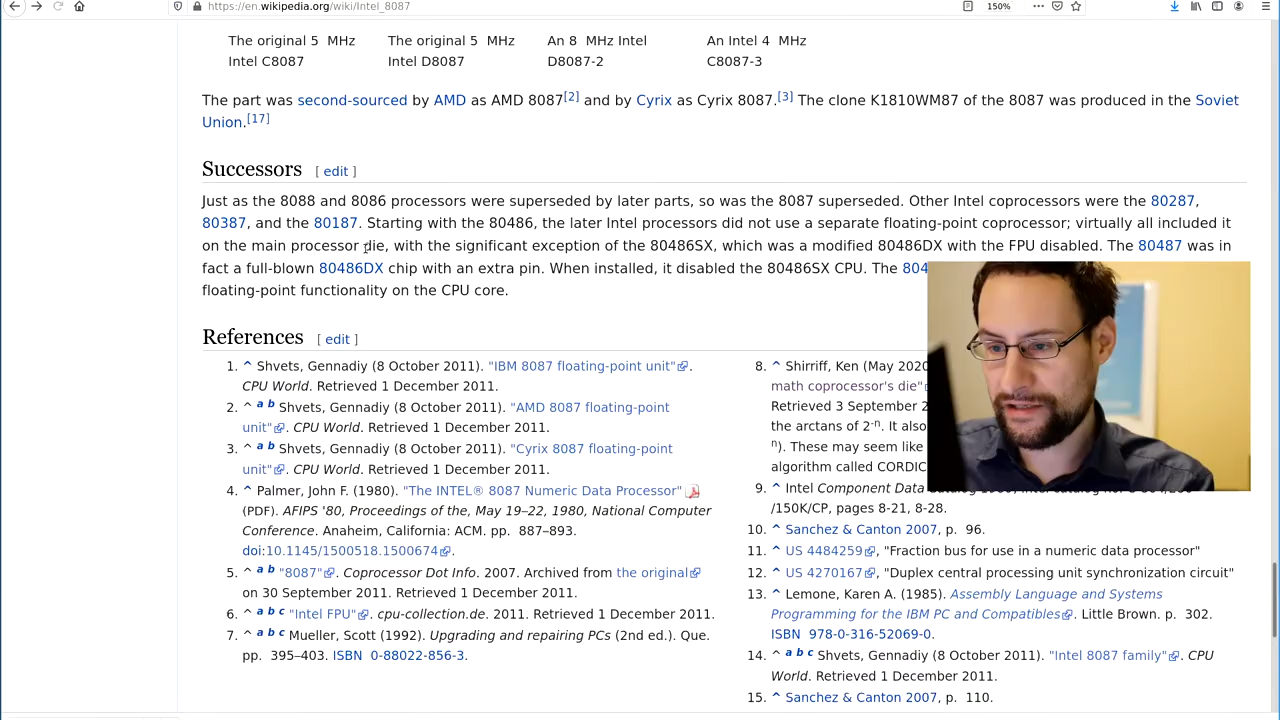 https://en.wikipedia.org/wiki/Intel_8087
150%
The original 5 MHz
Intel C8087
The original 5 MHz
Intel D8087
An 8 MHz Intel
D8087-2
An Intel 4 MHz
C8087-3
The part was second-sourced by AMD as AMD 8087[2] and by Cyrix as Cyrix 8087.[3] The clone K1810WM87 of the 8087 was produced in the Soviet
Union.[17]
Successors [ edit ]
Just as the 8088 and 8086 processors were superseded by later parts, so was the 8087 superseded. Other Intel coprocessors were the 80287,
80387, and the 80187. Starting with the 80486, the later Intel processors did not use a separate floating-point coprocessor; virtually all included it
on the main processor die, with the significant exception of the 80486SX, which was a modified 80486DX with the FPU disabled. The 80487 was in
fact a full-blown 80486DX chip with an extra pin. When installed, it disabled the 80486SX CPU. The 804
floating-point functionality on the CPU core.
References [ edit ]
1. ^ Shvets, Gennadiy (8 October 2011). "IBM 8087 floating-point unit".
CPU World. Retrieved 1 December 2011.
2. ^ a b Shvets, Gennadiy (8 October 2011). "AMD 8087 floating-point
unit". CPU World. Retrieved 1 December 2011.
3. ^ a b Shvets, Gennadiy (8 October 2011). "Cyrix 8087 floating-point
unit". CPU World. Retrieved 1 December 2011.
4. ^ Palmer, John F. (1980). "The INTEL® 8087 Numeric Data Processor"
(PDF). AFIPS '80, Proceedings of the, May 19–22, 1980, National Computer
Conference. Anaheim, California: ACM. pp. 887–893.
doi:10.1145/1500518.1500674.
5. ^ a b "8087". Coprocessor Dot Info. 2007. Archived from the original
on 30 September 2011. Retrieved 1 December 2011.
6. ^ a b c "Intel FPU". cpu-collection.de. 2011. Retrieved 1 December 2011.
7. ^ a b c Mueller, Scott (1992). Upgrading and repairing PCs (2nd ed.). Que.
pp. 395–403. ISBN 0-88022-856-3.
8. ^ Shirriff, Ken (May 2020
math coprocessor's die"
Retrieved 3 September 2
the arctans of 2-n. It also
n). These may seem like
algorithm called CORDIC
9. ^ Intel Component Data
/150K/CP, pages 8-21, 8-28.
10. ^ Sanchez & Canton 2007, p. 96.
11. ^ US 4484259, "Fraction bus for use in a numeric data processor"
12. ^ US 4270167, "Duplex central processing unit synchronization circuit"
13. ^ Lemone, Karen A. (1985). Assembly Language and Systems
Programming for the IBM PC and Compatibles. Little Brown. p. 302.
ISBN 978-0-316-52069-0.
14. ^ a b c Shvets, Gennadiy (8 October 2011). "Intel 8087 family". CPU
World. Retrieved 1 December 2011.
15. ^ Sanchez & Canton 2007, p. 110.